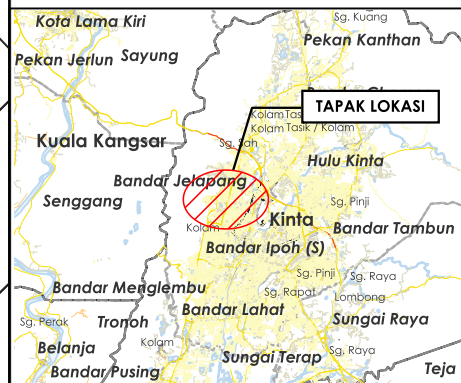 Kota Lama Kiri
Sg. Kuang
Pekan Kanthan
Sayung
Pekan Jerlun
TAPAK LOKASI
Kolam
Kolam Tasik / Kolam
Kuala Kangsar
Hulu Kinta
Bandar Jelapang
Senggang
Sg. Pinji
Kinta
Kolam
Bandar Tambun
Bandar Ipoh (S)
Sg. Pinji
Sg. Raya
Bandar Menglembu
Sg. Rapat
Lombong
Bandar Lahat
Sg. Perak
Tronoh
Sungai Raya
Kolam
Belanja
Sg. Raya
Sungai Terap
Bandar Pusing
Teja